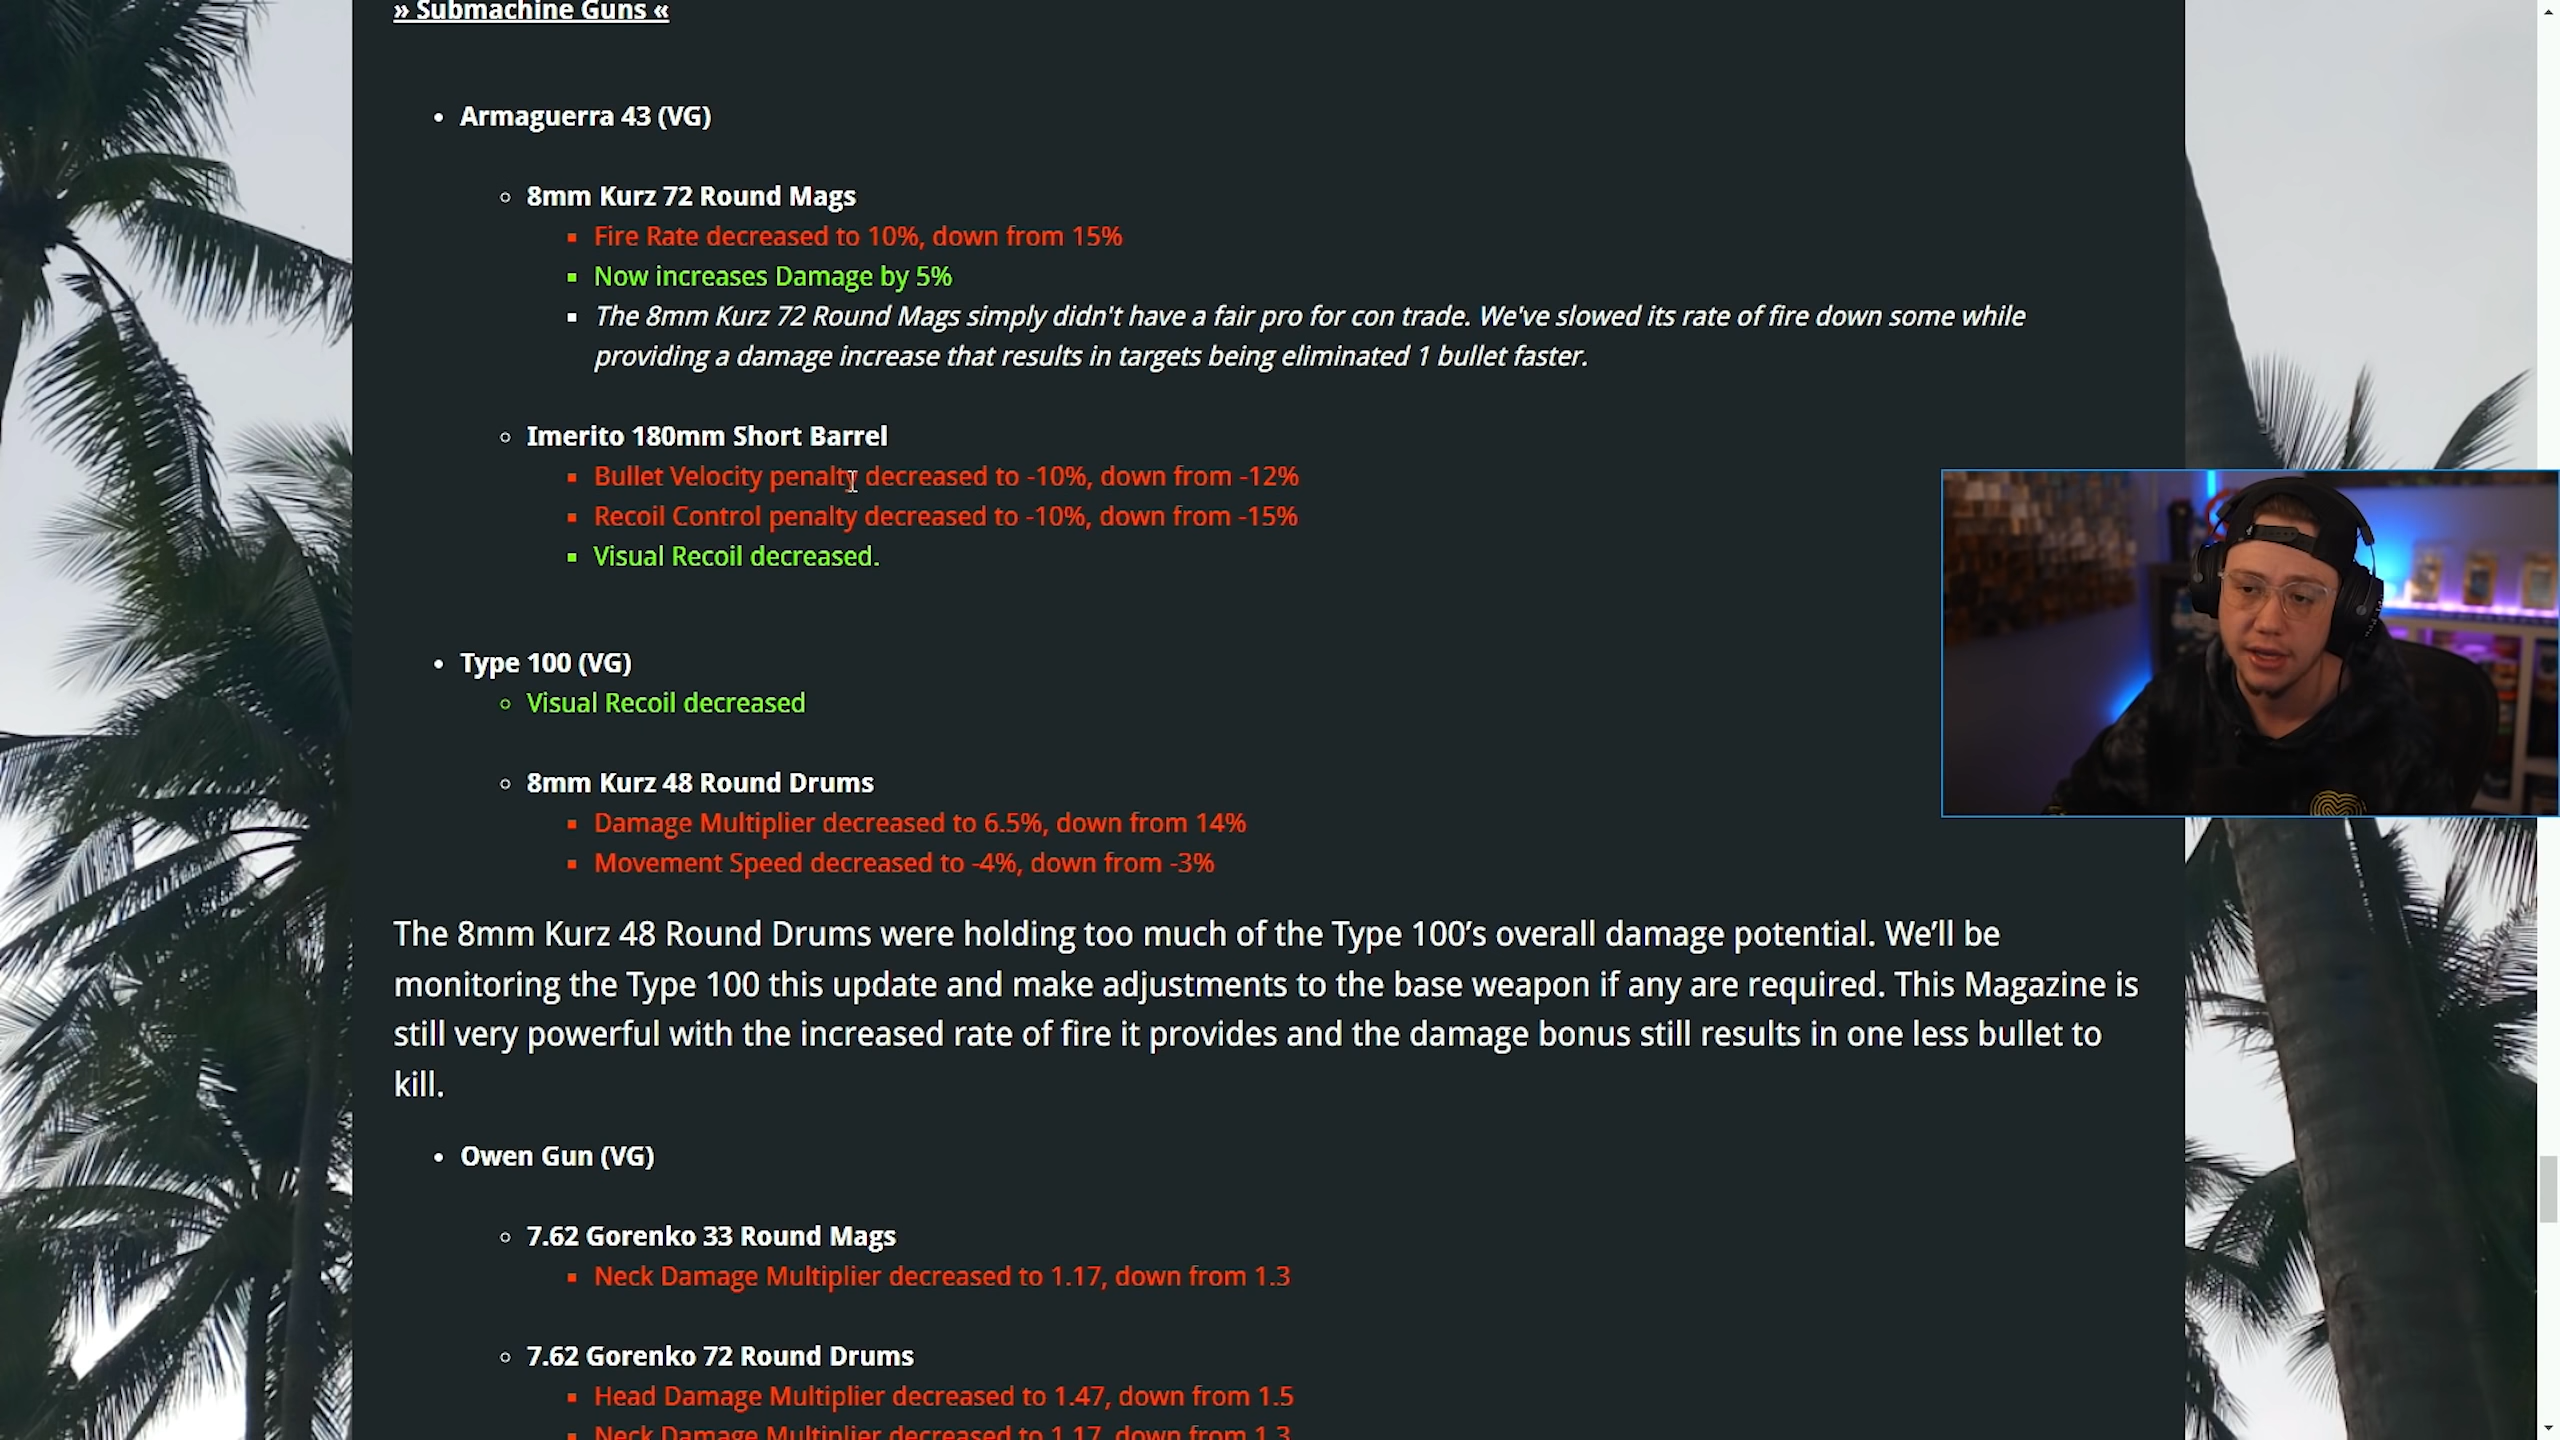 » Submachine Guns «
Armaguerra 43 (VG)
8mm Kurz 72 Round Mags
Fire Rate decreased to 10%, down from 15%
Now increases Damage by 5%
The 8mm Kurz 72 Round Mags simply didn't have a fair pro for con trade. We've slowed its rate of fire down some while
providing a damage increase that results in targets being eliminated 1 bullet faster.
Imerito 180mm Short Barrel
Bullet Velocity penalty decreased to -10%, down from -12%
Recoil Control penalty decreased to -10%, down from -15%
Visual Recoil decreased.
Type 100 (VG)
Visual Recoil decreased
8mm Kurz 48 Round Drums
Damage Multiplier decreased to 6.5%, down from 14%
Movement Speed decreased to -4%, down from -3%
The 8mm Kurz 48 Round Drums were holding too much of the Type 100’s overall damage potential. We’ll be
monitoring the Type 100 this update and make adjustments to the base weapon if any are required. This Magazine is
still very powerful with the increased rate of fire it provides and the damage bonus still results in one less bullet to
kill.
Owen Gun (VG)
7.62 Gorenko 33 Round Mags
Neck Damage Multiplier decreased to 1.17, down from 1.3
7.62 Gorenko 72 Round Drums
Head Damage Multiplier decreased to 1.47, down from 1.5
Neck Damage Multiplier decreased to 1.17, down from 1.3